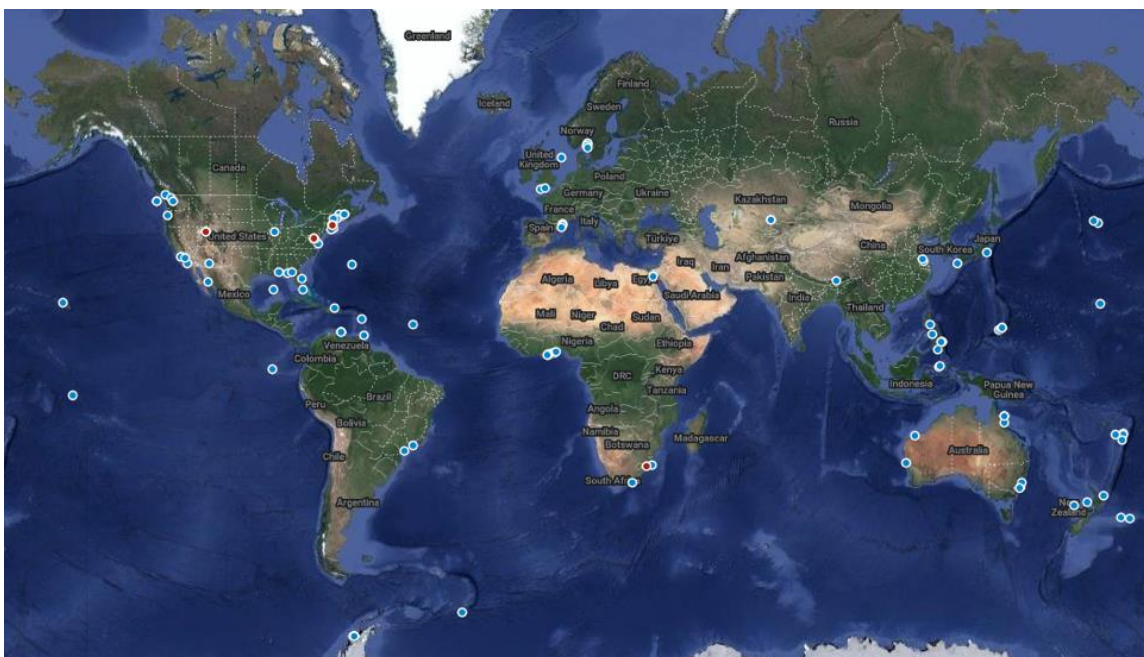 Greenland
Iceland
Finland
Sweden
Norway
Russia
United
Kingdom
Canada
Poland
Germany
Ukraine
Kazakhstan
Mongolia
France
Italy
Spain
United States
Türkiye
South Korea
Japan
China
Iraq
Iran
Afghanistan
Pakistan
Algeria
Libya
Egypt
Saudi Arabia
India
Mexico
Mali
Niger
Chad
Sudan
Thailand
Nigeria
Ethiopia
Venezuela
Colombia
Kenya
DRC
Tanzania
Indonesia
Papua New
Guinea
Peru
Brazil
Angola
Bolivia
Namibia
Botswana
Madagascar
Chile
Australia
South Africa
Argentina
New
Zealand